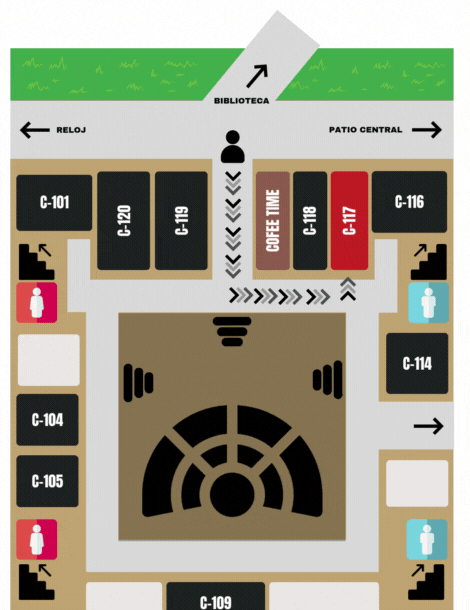 BIBLIOTECA
RELOJ
PATIO CENTRAL
C-101
C-120
C-119
COFEE TIME
C-118
C-117
C-116
C-114
C-104
C-105
C-109